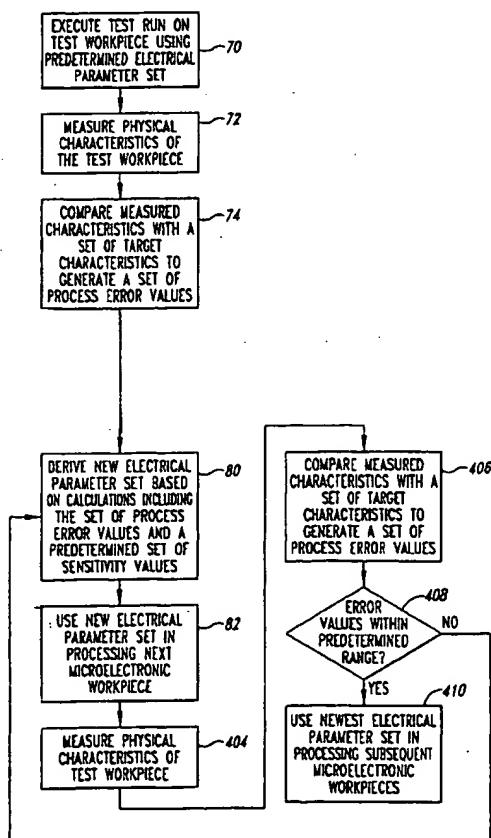 EXECUTE TEST RUN ON
TEST WORKPIECE USING
PREDETERMINED ELECTRICAL
PARAMETER SET
70
MEASURE PHYSICAL
CHARACTERISTICS OF
THE TEST WORKPIECE
72
COMPARE MEASURED
CHARACTERISTICS WITH A
SET OF TARGET
CHARACTERISTICS TO
GENERATE A SET OF
PROCESS ERROR VALUES
74
DERIVE NEW ELECTRICAL
PARAMETER SET BASED
ON CALCULATIONS INCLUDING
THE SET OF PROCESS
ERROR VALUES AND A
PREDETERMINED SET OF
SENSITIVITY VALUES
80
USE NEW ELECTRICAL
PARAMETER SET IN
PROCESSING NEXT
MICROELECTRONIC
WORKPIECE
82
MEASURE PHYSICAL
CHARACTERISTICS OF
TEST WORKPIECE
404
COMPARE MEASURED
CHARACTERISTICS WITH A
SET OF TARGET
CHARACTERISTICS TO
GENERATE A SET OF
PROCESS ERROR VALUES
406
ERROR
VALUES WITHIN
PREDETERMINED
RANGE?
408
NO
YES
410
USE NEWEST ELECTRICAL
PARAMETER SET IN
PROCESSING SUBSEQUENT
MICROELECTRONIC
WORKPIECES